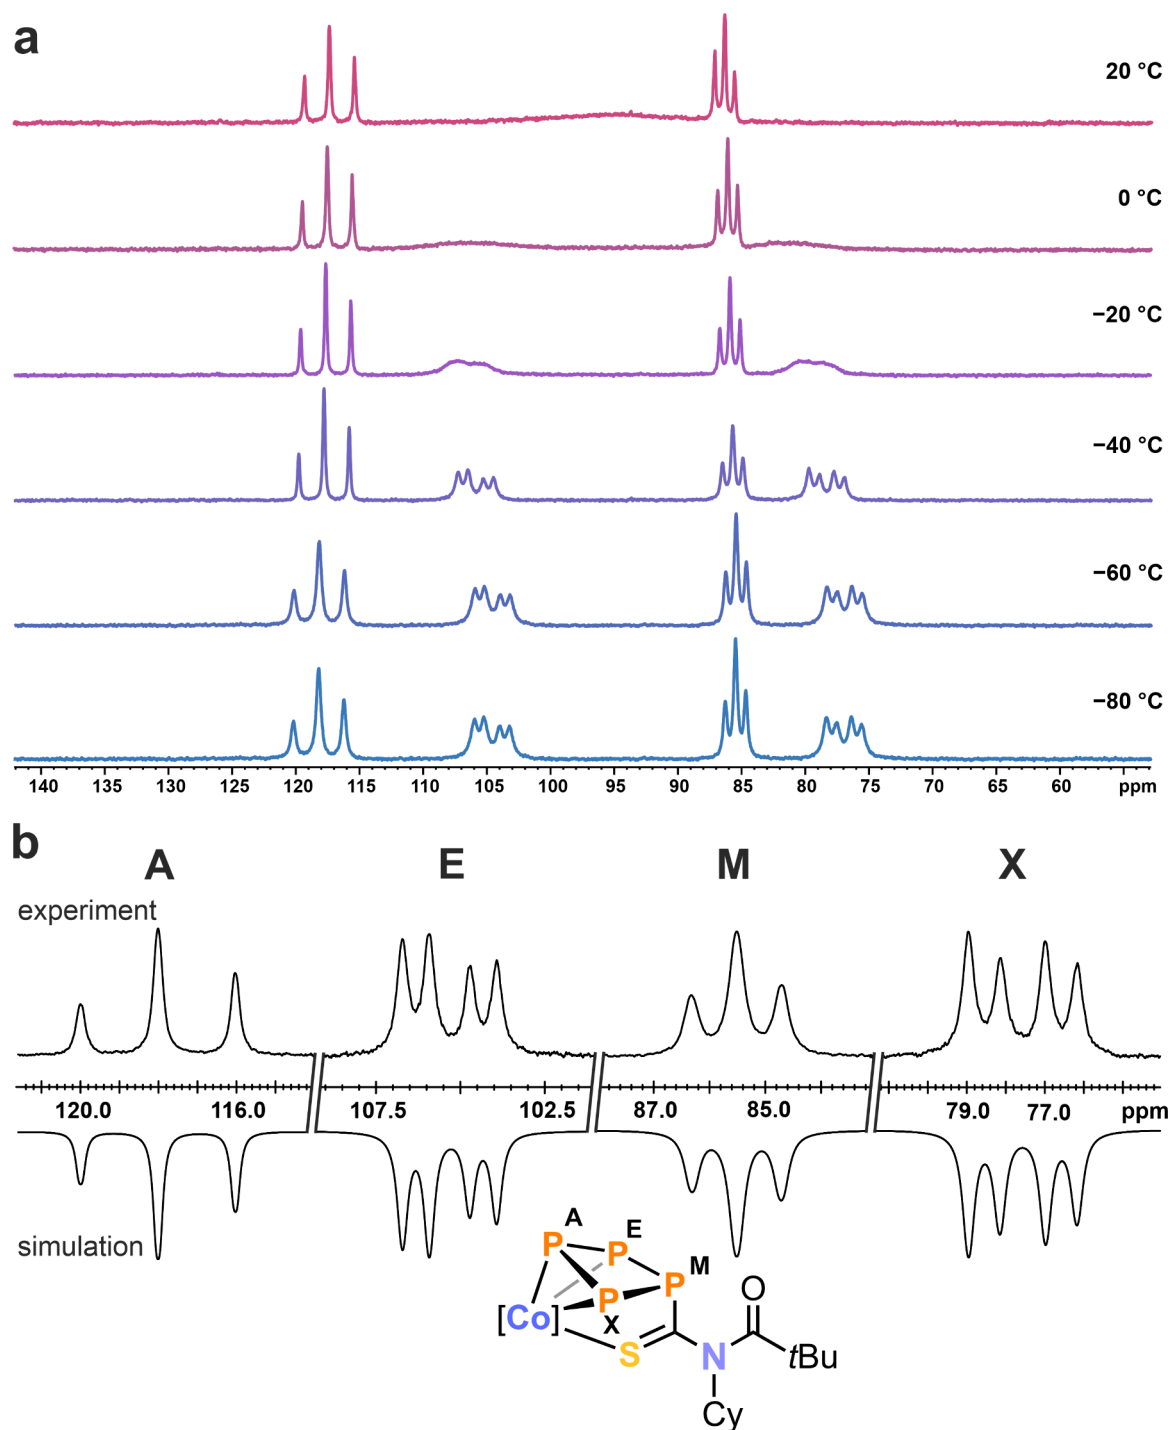 a
20 °C
0 °C
−20 °C
−40 °C
−60 °C
−80 °C
140 135 130 125 120 115 110 105 100 95 90 85 80 75 70 65 60 ppm
b
A E M X
experiment
120.0 116.0 107.5 102.5 87.0 85.0 79.0 77.0 ppm
simulation
A
E
P
P
M
P
O
P
[Co]
X
S
N
tBu
Cy